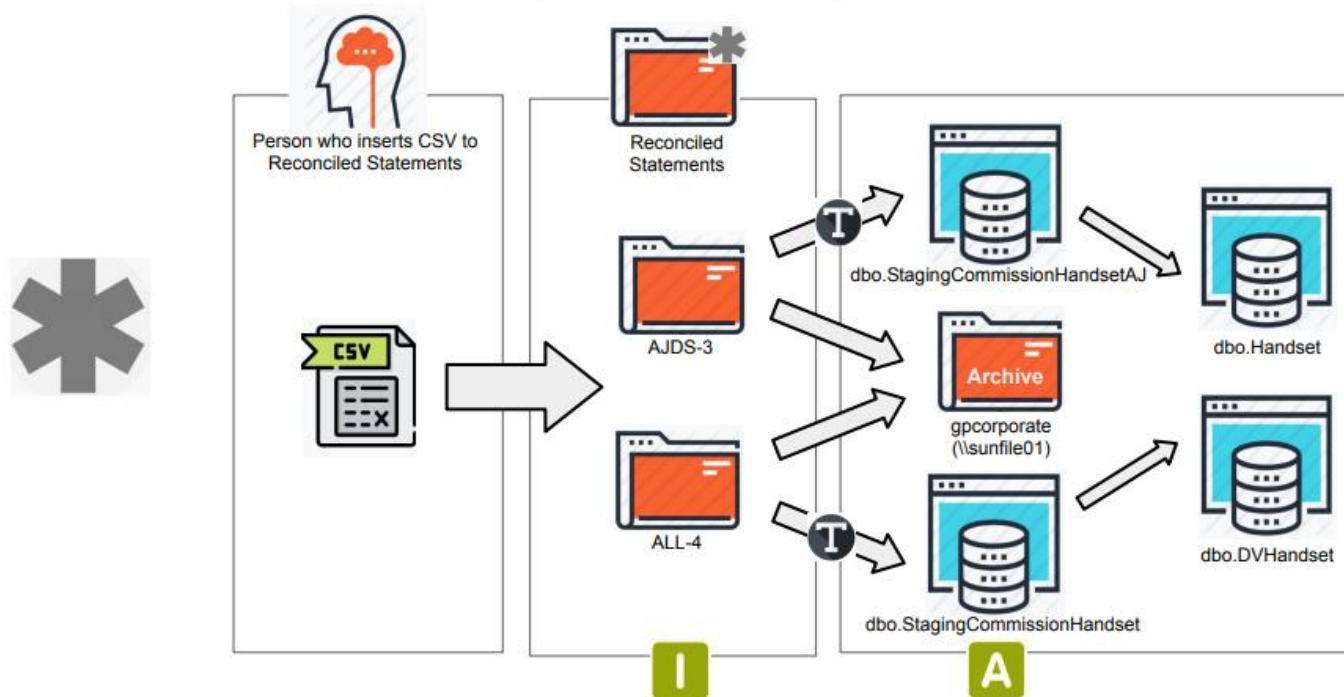 Person who inserts CSV to
Reconciled Statements
Reconciled
Statements
CSV
X
AJDS-3
ALL-4
T
T
dbo.StagingCommissionHandsetAJ
Archive
gpcorporate
(\\sunfile01)
dbo.StagingCommissionHandset
dbo.Handset
dbo.DVHandset
I
A